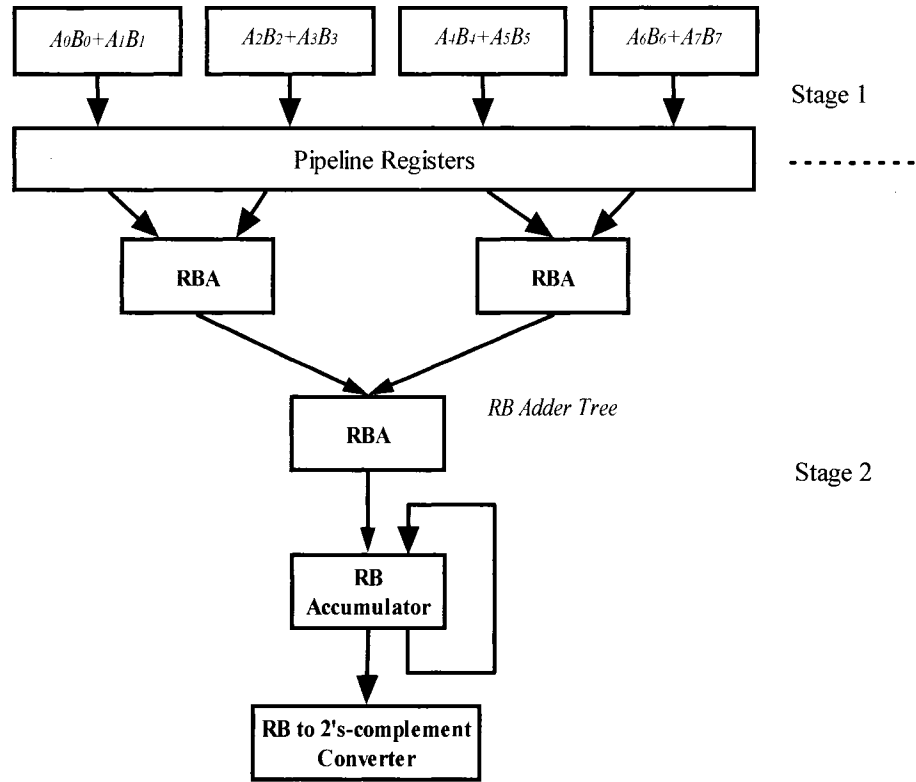 A0B0+A1B1
A2B2+A3B3
A4B4+A5B5
A6B6+A7B7
Stage 1
Pipeline Registers
RBA
RBA
RBA
RB Adder Tree
Stage 2
RB
Accumulator
RB to 2's-complement
Converter